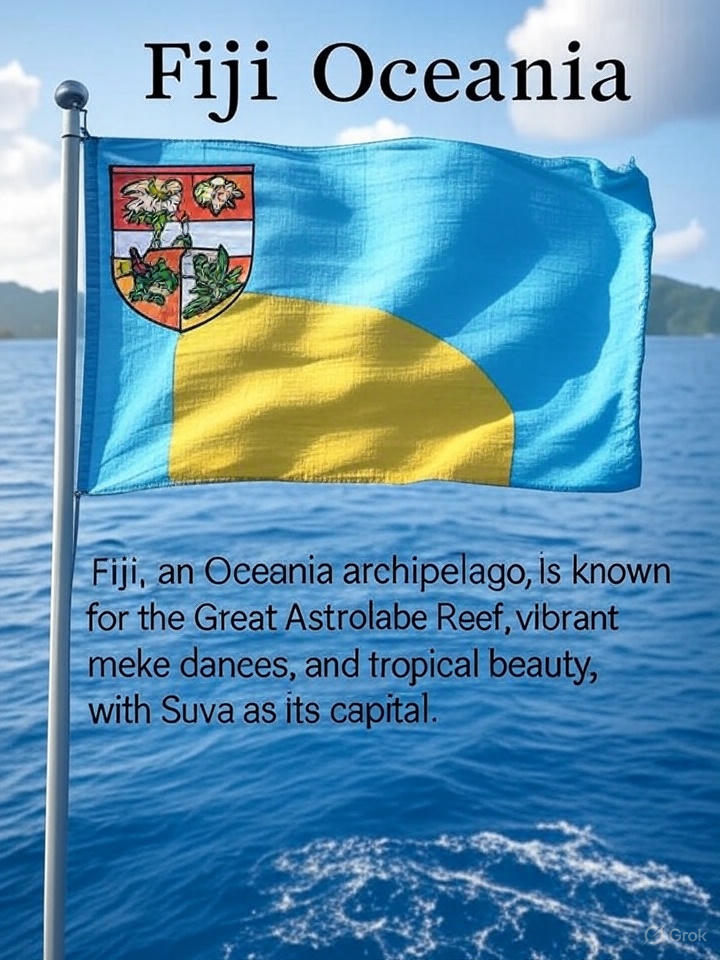 Fiji Oceania
Fiji, an Oceania archipelago, is known
for the Great Astrolabe Reef, vibrant
meke dances, and tropical beauty,
with Suva as its capital.
Grok